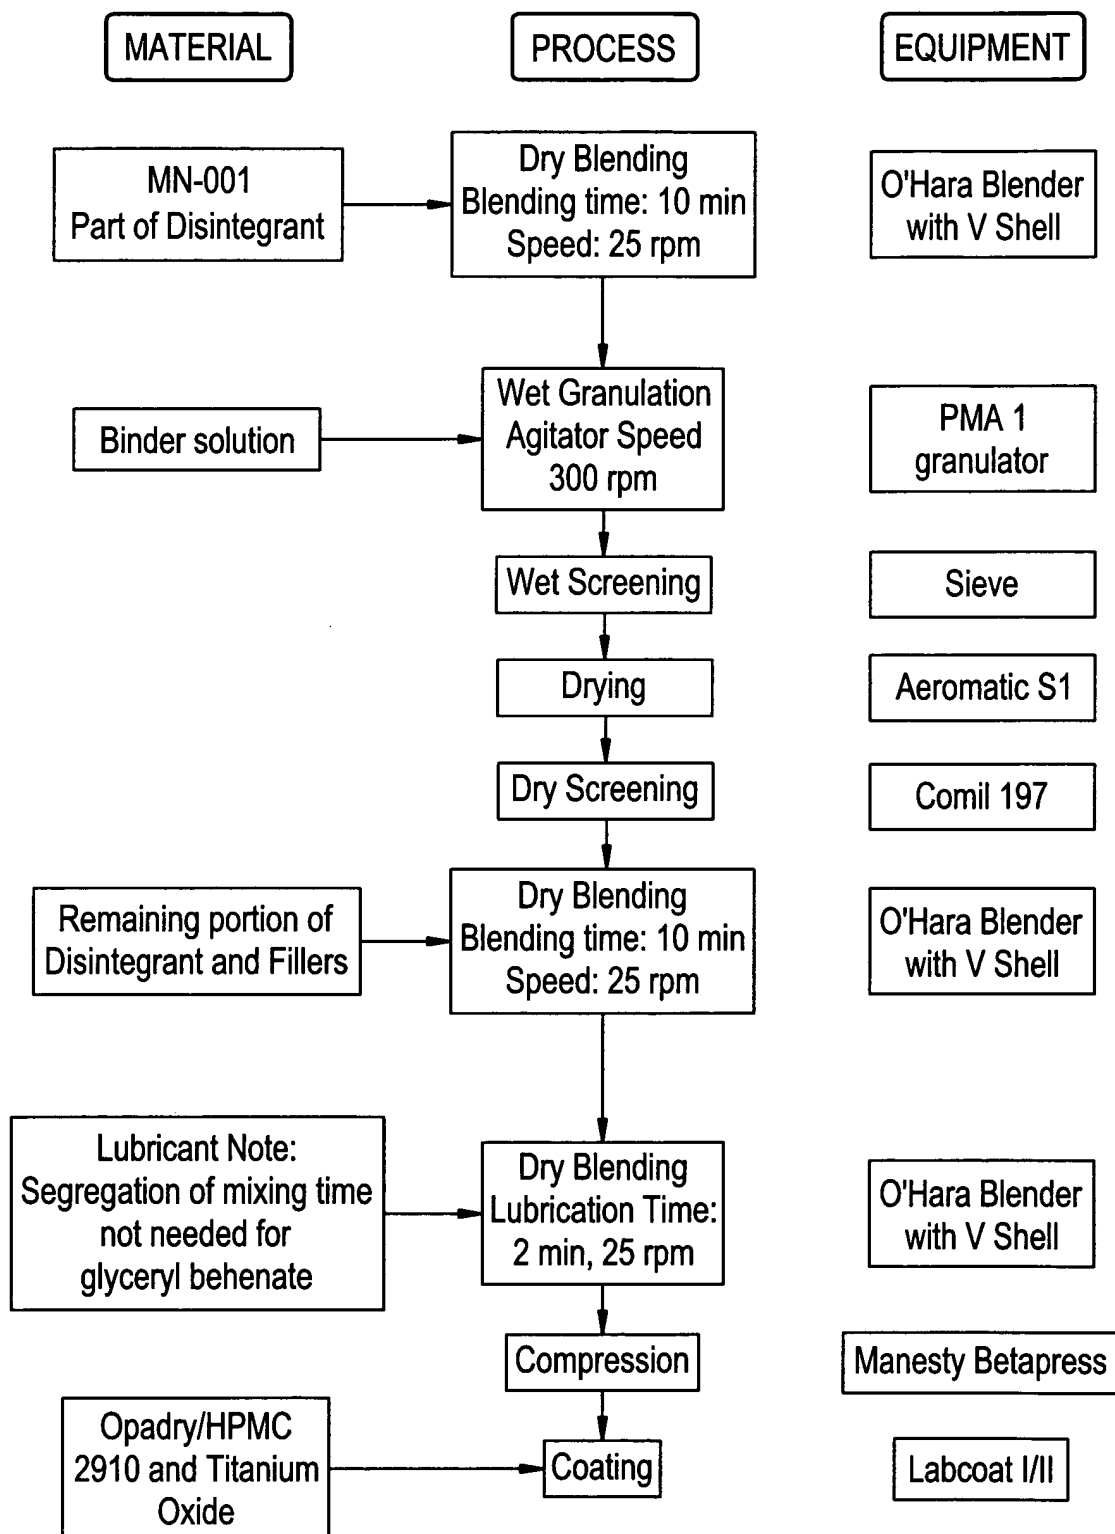 MATERIAL
PROCESS
EQUIPMENT
MN-001
Part of Disintegrant
Dry Blending
Blending time: 10 min
Speed: 25 rpm
O'Hara Blender
with V Shell
Binder solution
Wet Granulation
Agitator Speed
300 rpm
PMA 1
granulator
Wet Screening
Sieve
Drying
Aeromatic S1
Dry Screening
Comil 197
Remaining portion of
Disintegrant and Fillers
Dry Blending
Blending time: 10 min
Speed: 25 rpm
O'Hara Blender
with V Shell
Lubricant Note:
Segregation of mixing time
not needed for
glyceryl behenate
Dry Blending
Lubrication Time:
2 min, 25 rpm
O'Hara Blender
with V Shell
Compression
Manesty Betapress
Opadry/HPMC
2910 and Titanium
Oxide
Coating
Labcoat I/II